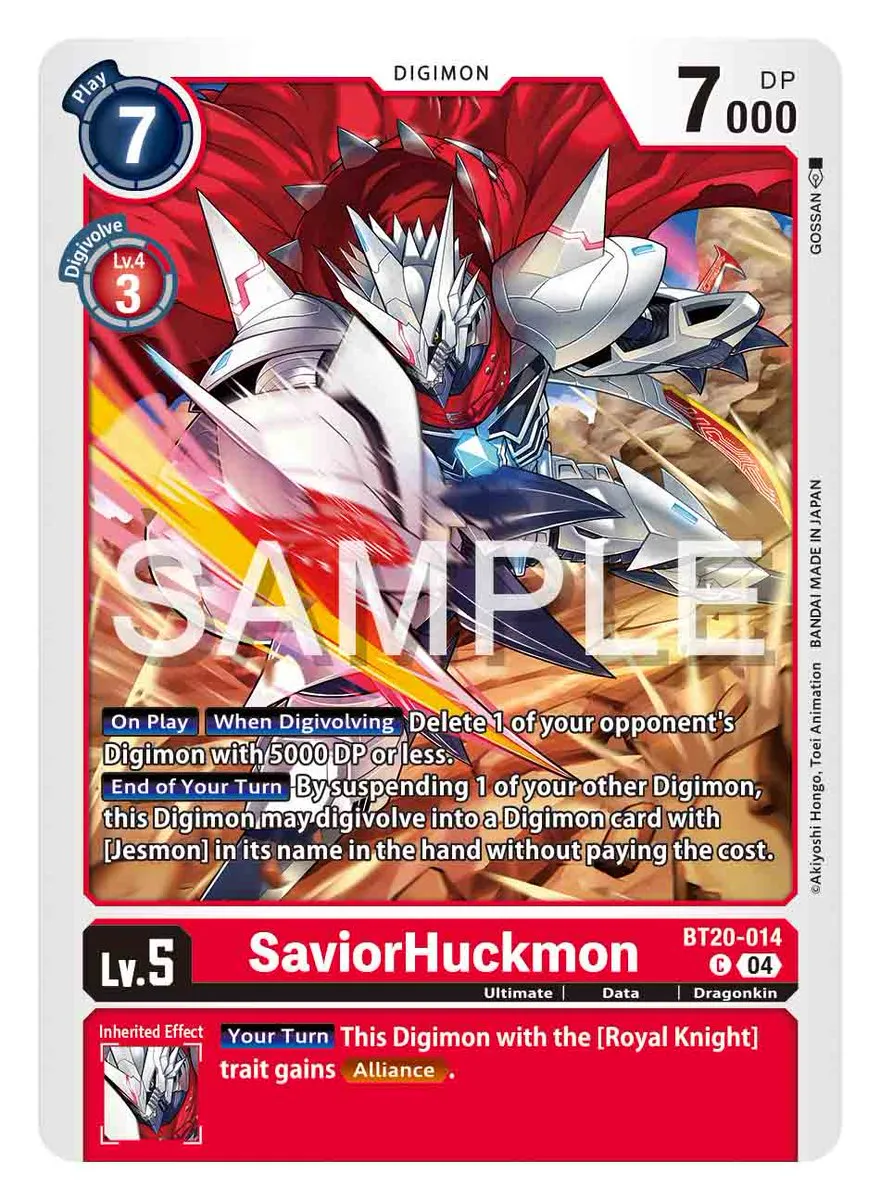 DIGIMON
Play
7
7000
DP
Digivolve
Lv.4
3
GOSSAN
SAMPLE
On Play When Digivolving Delete 1 of your opponent's
Digimon with 5000 DP or less.
End of Your Turn By suspending 1 of your other Digimon,
this Digimon may digivolve into a Digimon card with
[Jesmon] in its name in the hand without paying the cost.
©Akiyoshi Hongo, Toei Animation BANDAI MADE IN JAPAN
Lv.5
SaviorHuckmon
BT20-014
C 04
Ultimate | Data | Dragonkin
Inherited Effect
Your Turn This Digimon with the [Royal Knight]
trait gains Alliance .